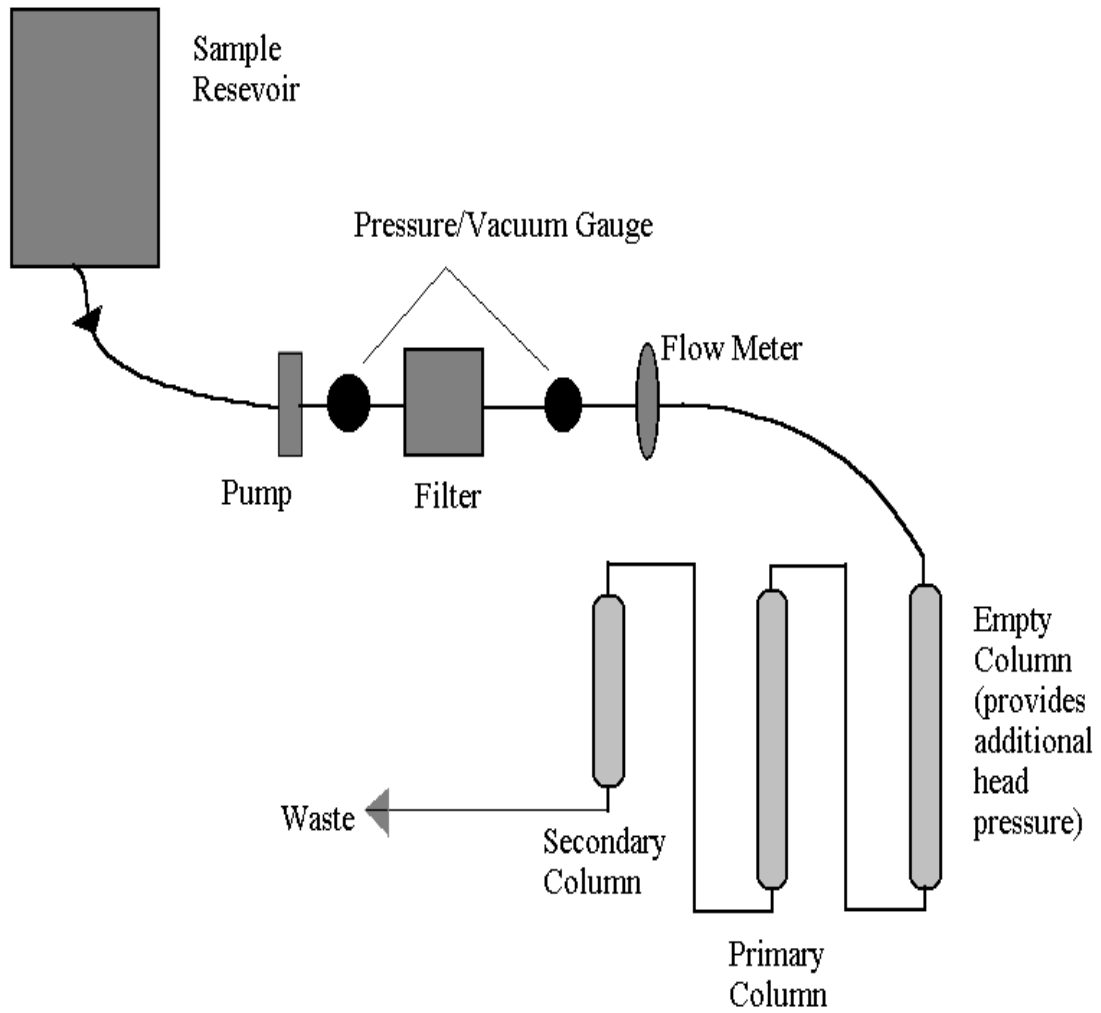 Sample
Resevoir
Pressure/Vacuum Gauge
Flow Meter
Pump
Filter
Empty
Column
(provides
additional
head
pressure)
Waste
Secondary
Column
Primary
Column